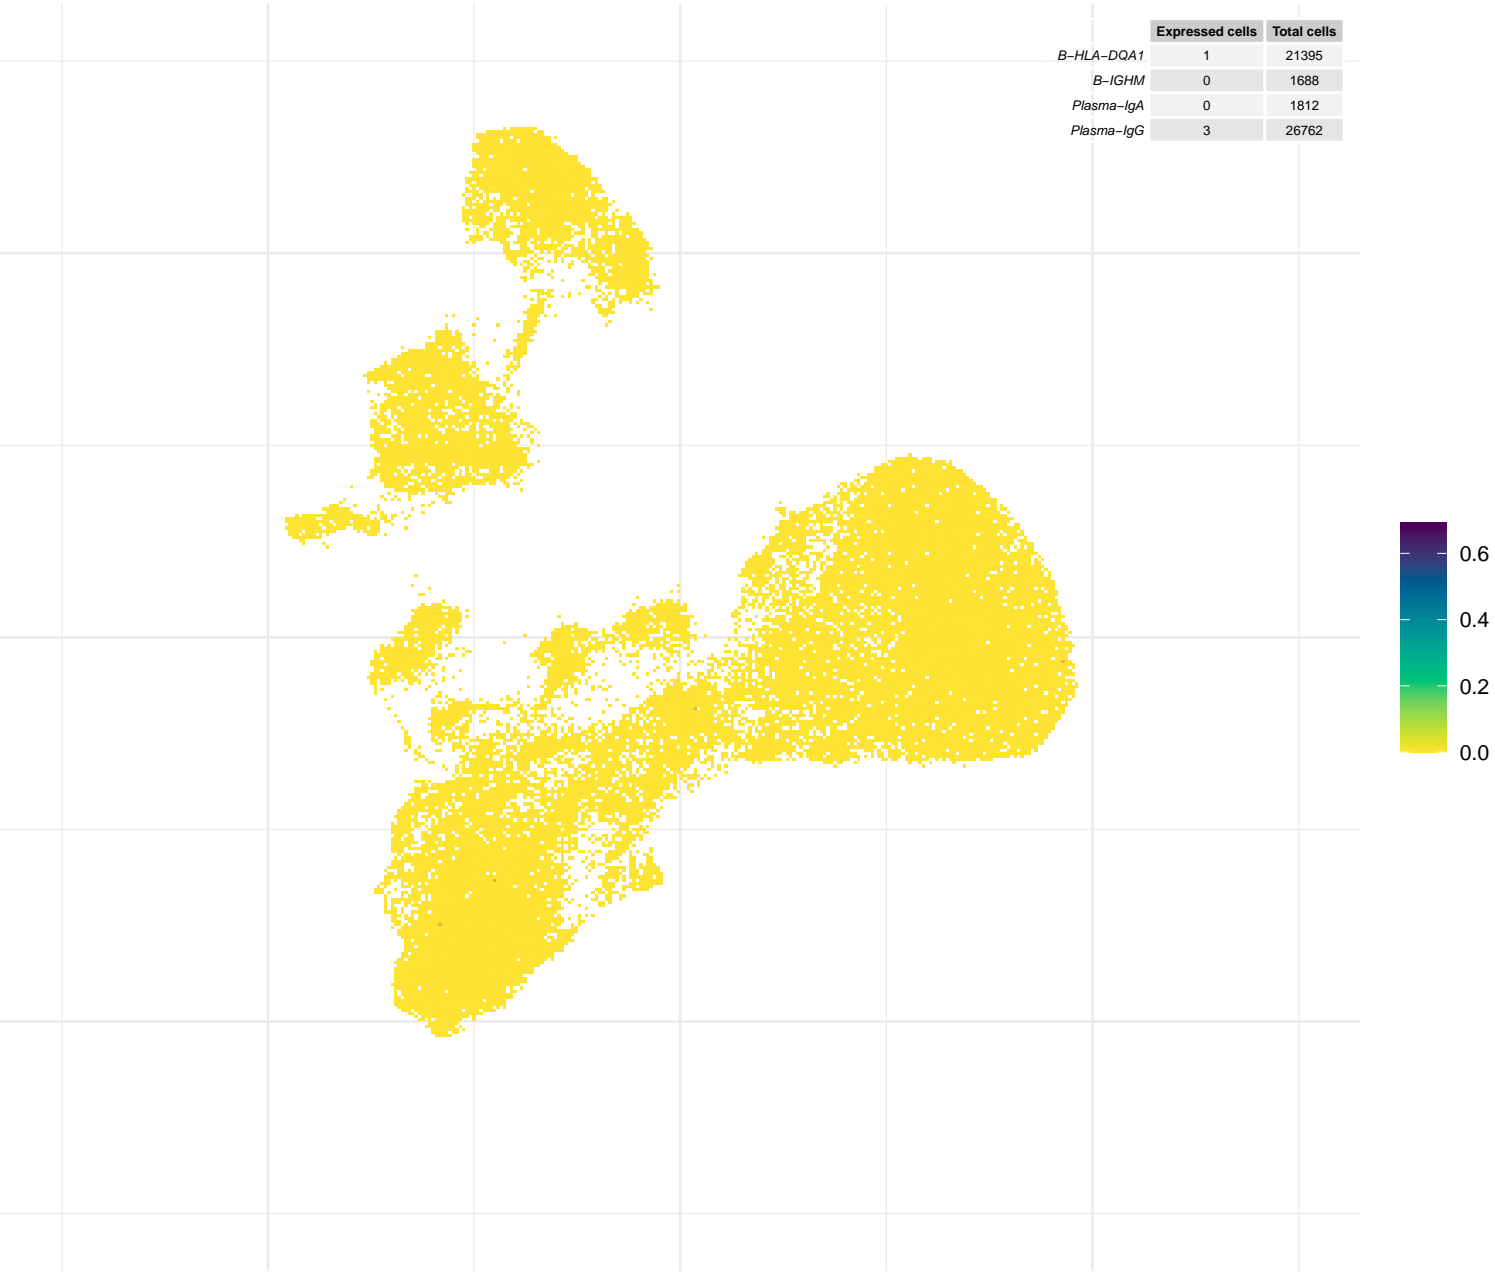 Expressed cells Total cells
B−HLA−DQA1 1 21395
B−IGHM 0 1688
Plasma−IgA 0 1812
Plasma−IgG 3 26762
0.6
0.4
0.2
0.0